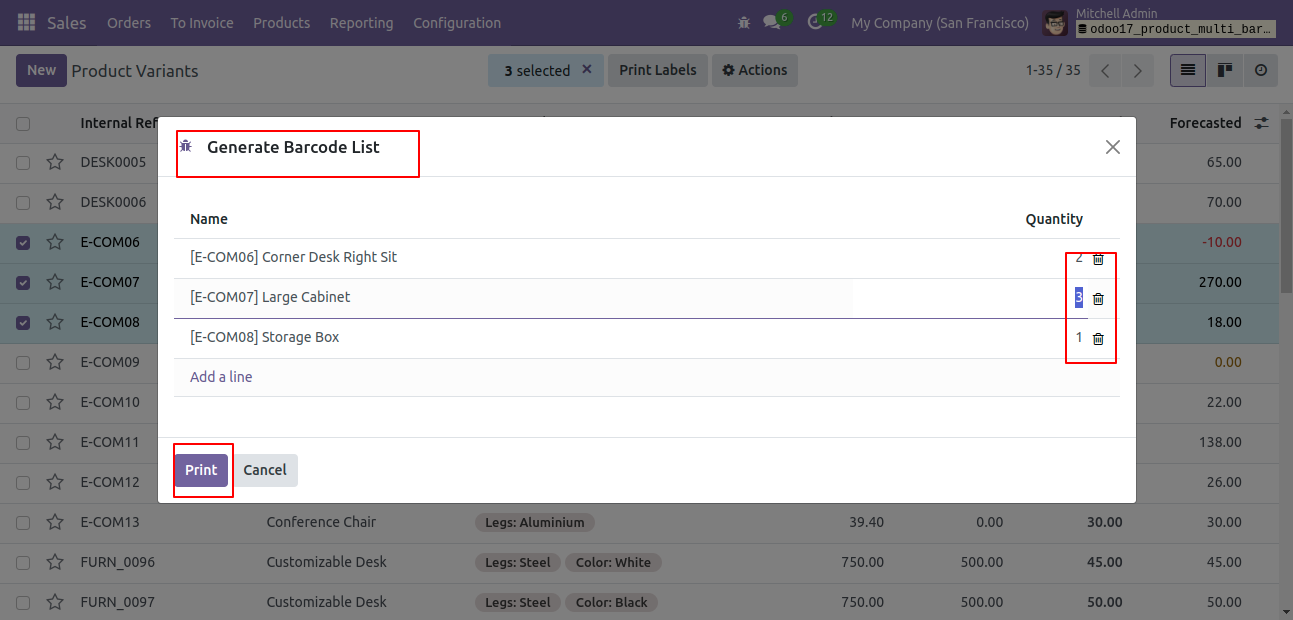 Sales Orders To Invoice Products Reporting Configuration 6 12 My Company (San Francisco) Mitchell Admin
odoo17_product_multi_bar...
New Product Variants 3 selected Print Labels Actions 1-35 / 35
Internal Ref Forecasted
DESK0005 65.00
DESK0006 70.00
E-COM06 -10.00
E-COM07 270.00
E-COM08 18.00
E-COM09 0.00
E-COM10 22.00
E-COM11 138.00
E-COM12 26.00
Generate Barcode List
Name Quantity
[E-COM06] Corner Desk Right Sit 2
[E-COM07] Large Cabinet 3
[E-COM08] Storage Box 1
Add a line
Print Cancel
E-COM13 Conference Chair Legs: Aluminium 39.40 0.00 30.00 30.00
FURN_0096 Customizable Desk Legs: Steel Color: White 750.00 500.00 45.00 45.00
FURN_0097 Customizable Desk Legs: Steel Color: Black 750.00 500.00 50.00 50.00